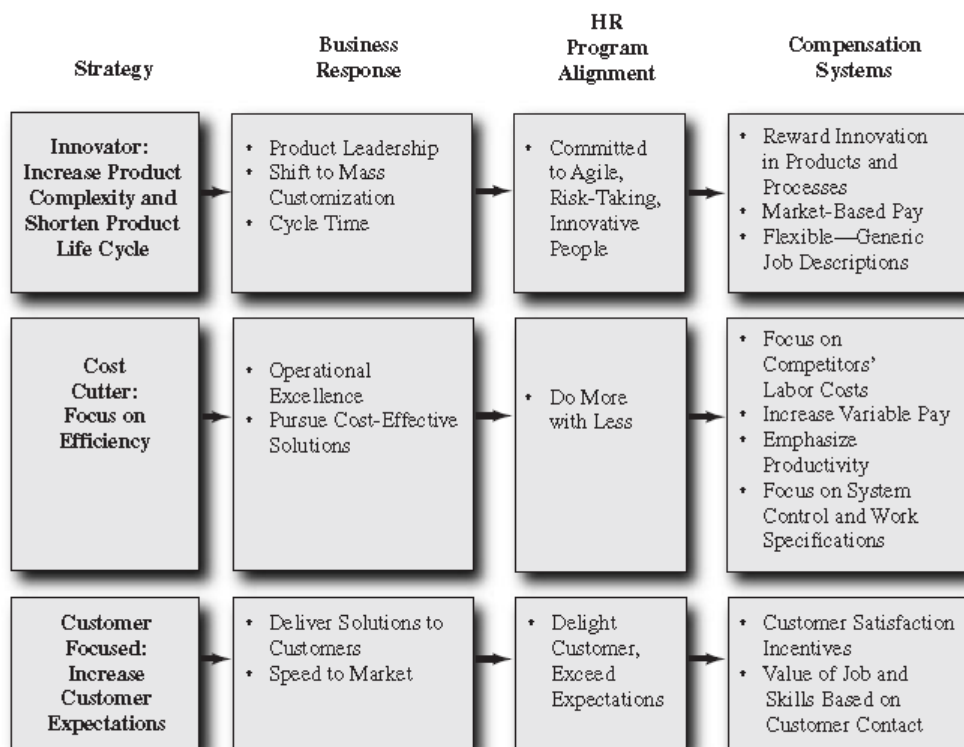 Strategy
Business
Response
HR
Program
Alignment
Compensation
Systems
Innovator:
Increase Product
Complexity and
Shorten Product
Life Cycle
• Product Leadership
• Shift to Mass
Customization
• Cycle Time
• Committed
to Agile,
Risk-Taking,
Innovative
People
• Reward Innovation
in Products and
Processes
• Market-Based Pay
• Flexible—Generic
Job Descriptions
Cost
Cutter:
Focus on
Efficiency
• Operational
Excellence
• Pursue Cost-Effective
Solutions
• Do More
with Less
• Focus on
Competitors’
Labor Costs
• Increase Variable Pay
• Emphasize
Productivity
• Focus on System
Control and Work
Specifications
Customer
Focused:
Increase
Customer
Expectations
• Deliver Solutions to
Customers
• Speed to Market
• Delight
Customer,
Exceed
Expectations
• Customer Satisfaction
Incentives
• Value of Job and
Skills Based on
Customer Contact